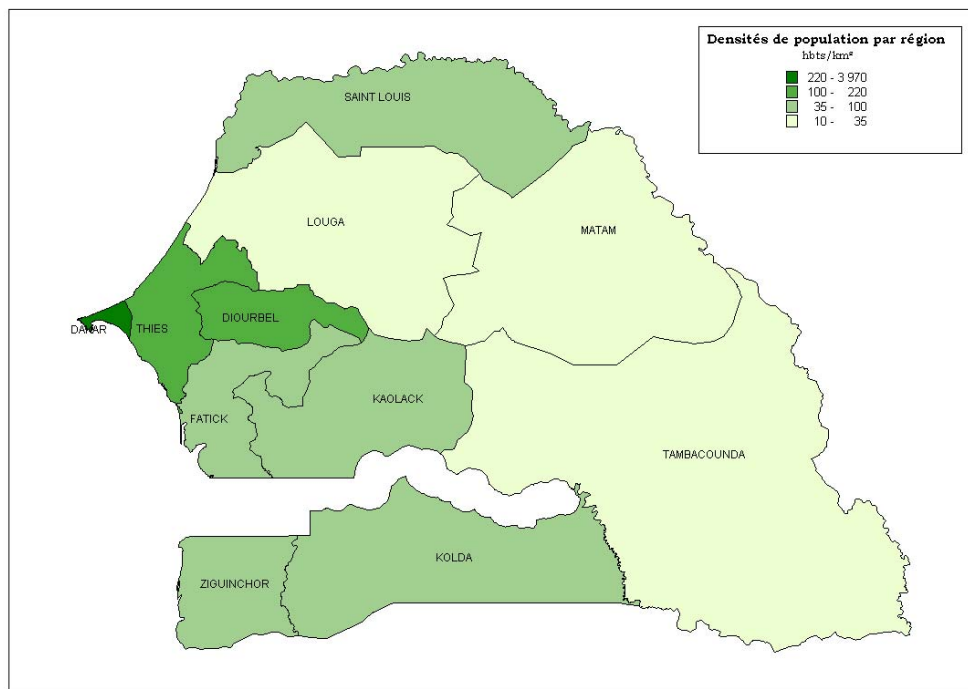 Densités de population par région
hbts/km²
220 - 3 970
100 - 220
35 - 100
10 - 35
SAINT LOUIS
LOUGA
MATAM
DAKAR
THIES
DIOURBEL
KAOLACK
FATICK
TAMBACOUNDA
KOLDA
ZIGUINCHOR